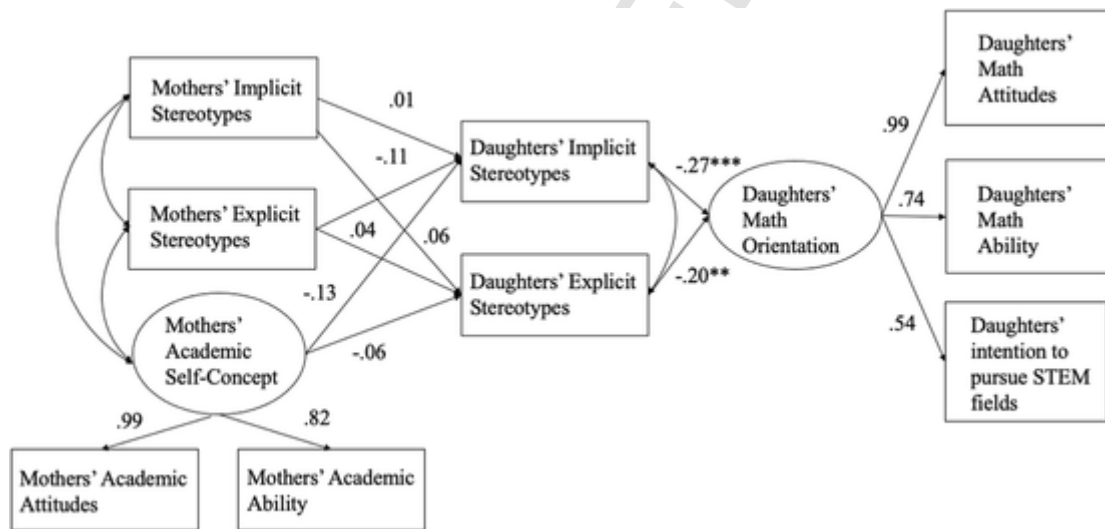 Mothers' Implicit
Stereotypes
Mothers' Explicit
Stereotypes
Mothers'
Academic
Self-Concept
Mothers' Academic
Attitudes
Mothers' Academic
Ability
.99
.82
.01
-.11
.04
.06
-.13
-.06
Daughters' Implicit
Stereotypes
Daughters' Explicit
Stereotypes
-.27***
-.20**
Daughters'
Math
Orientation
.99
.74
.54
Daughters'
Math
Attitudes
Daughters'
Math
Ability
Daughters'
intention to
pursue STEM
fields